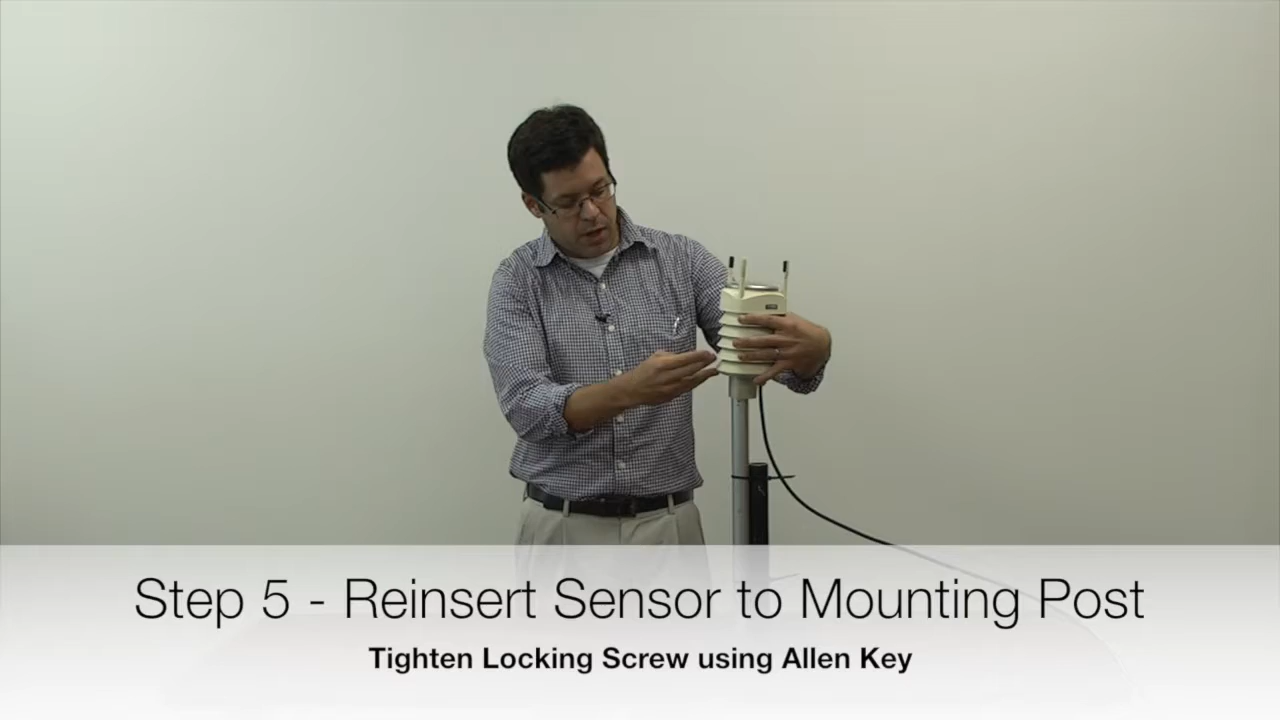 Step 5 - Reinsert Sensor to Mounting Post
Tighten Locking Screw using Allen Key